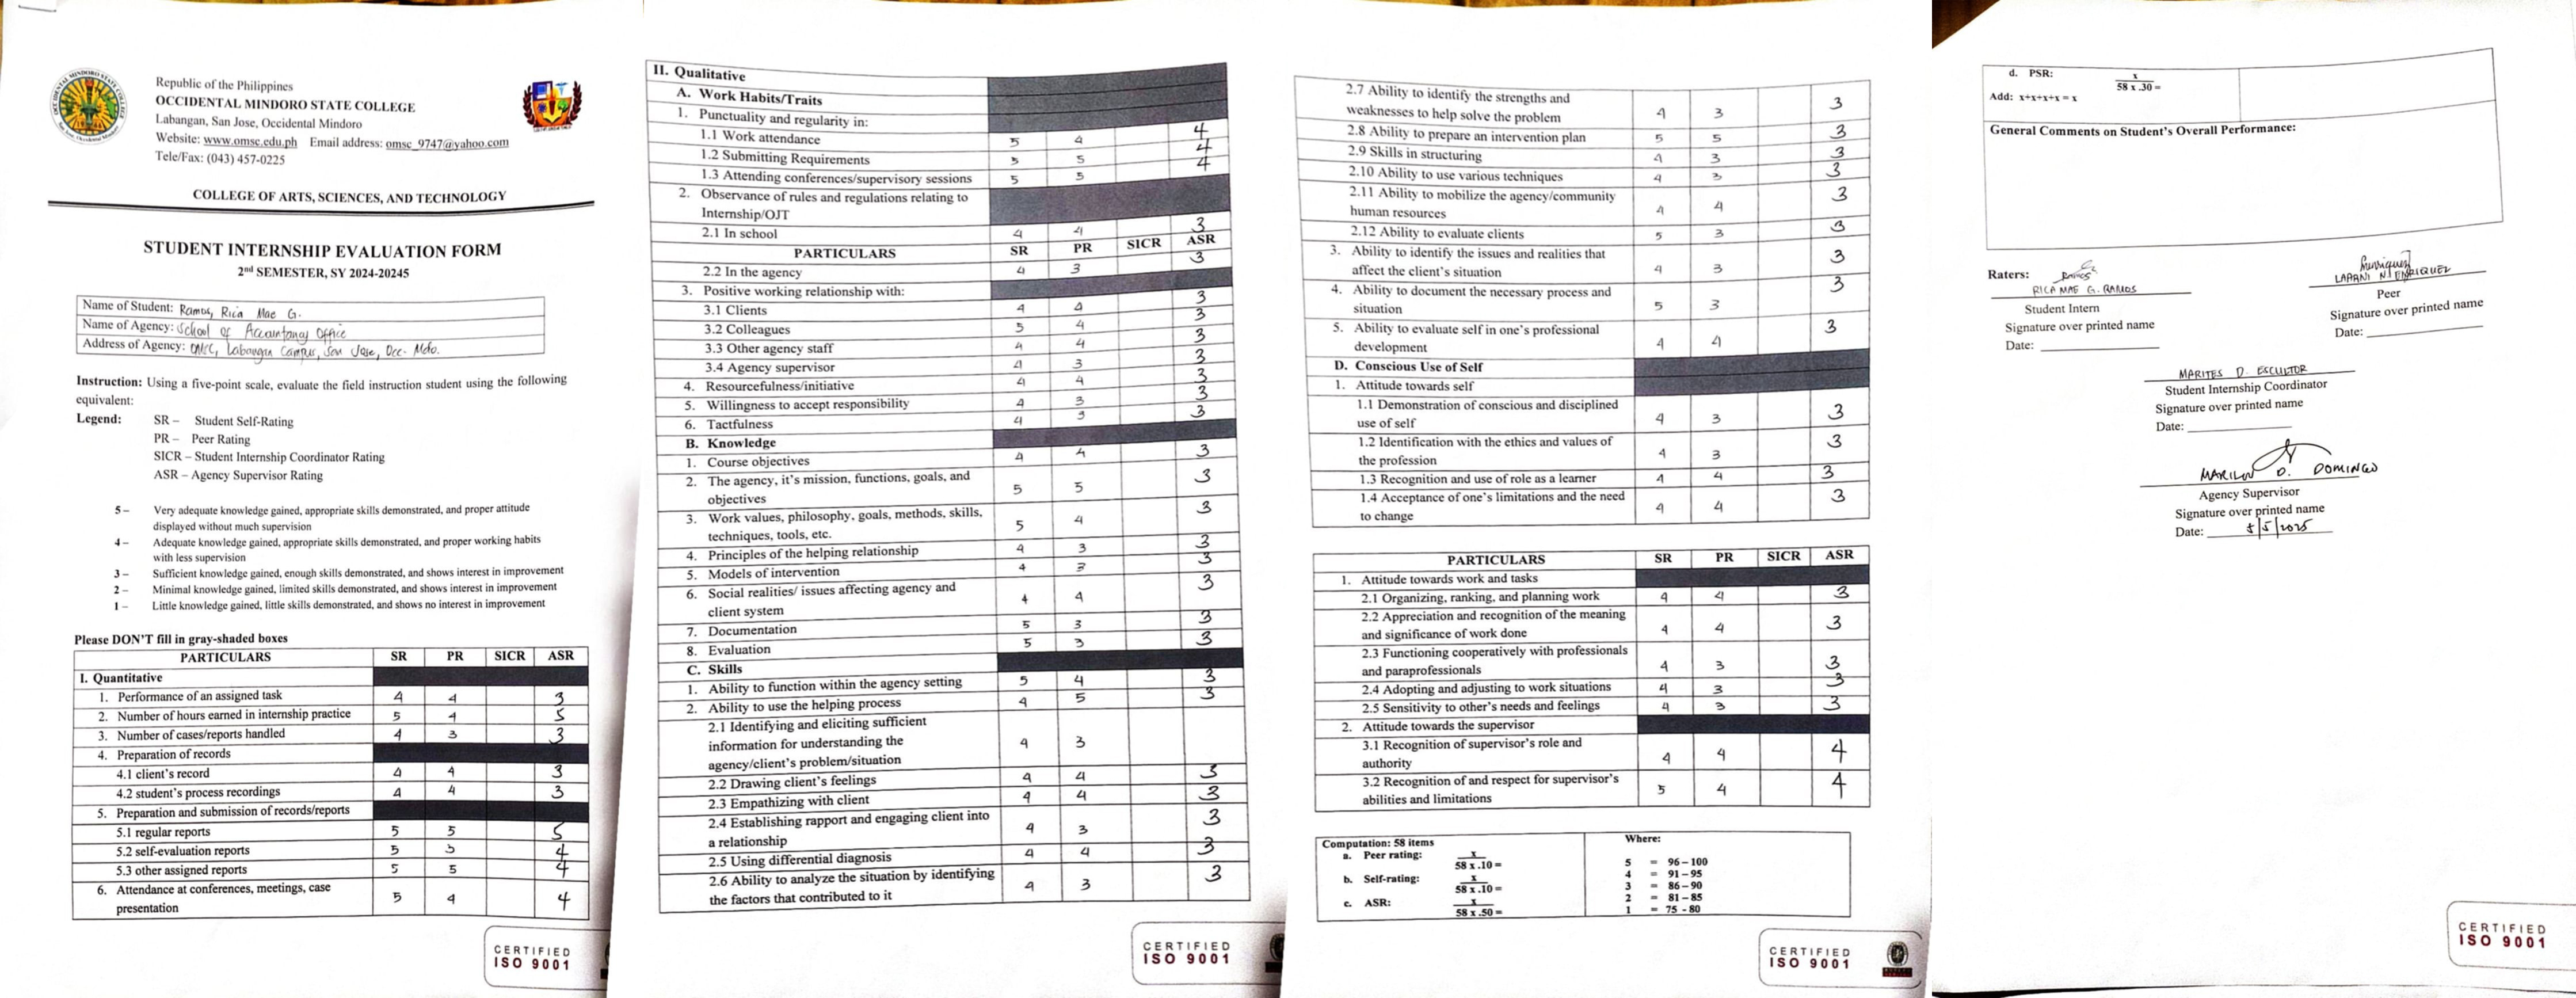 Republic of the Philippines
OCCIDENTAL MINDORO STATE COLLEGE
Labangan, San Jose, Occidental Mindoro
Website: www.omsc.edu.ph Email address: omsc_9747@yahoo.com
Tele/Fax: (043) 457-0225
COLLEGE OF ARTS, SCIENCES, AND TECHNOLOGY
STUDENT INTERNSHIP EVALUATION FORM
2nd SEMESTER, SY 2024-20245
Name of Student: Ramos, Rica Mae G.
Name of Agency: School of Accountancy Office
Address of Agency: OMSC, Labangan Campus, San Jose, Occ. Mdo.
Instruction: Using a five-point scale, evaluate the field instruction student using the following
equivalent:
Legend: SR – Student Self-Rating
PR – Peer Rating
SICR – Student Internship Coordinator Rating
ASR – Agency Supervisor Rating
5 – Very adequate knowledge gained, appropriate skills demonstrated, and proper attitude
displayed without much supervision
4 – Adequate knowledge gained, appropriate skills demonstrated, and proper working habits
with less supervision
3 – Sufficient knowledge gained, enough skills demonstrated, and shows interest in improvement
2 – Minimal knowledge gained, limited skills demonstrated, and shows interest in improvement
1 – Little knowledge gained, little skills demonstrated, and shows no interest in improvement
Please DON'T fill in gray-shaded boxes
PARTICULARS SR PR SICR ASR
I. Quantitative
1. Performance of an assigned task 4 4 3
2. Number of hours earned in internship practice 5 4 5
3. Number of cases/reports handled 4 3 3
4. Preparation of records
4.1 client's record 4 4 3
4.2 student's process recordings 4 4 3
5. Preparation and submission of records/reports
5.1 regular reports 5 5 5
5.2 self-evaluation reports 5 3 4
5.3 other assigned reports 5 5 4
6. Attendance at conferences, meetings, case
presentation 5 4 4
CERTIFIED
ISO 9001
II. Qualitative
A. Work Habits/Traits
1. Punctuality and regularity in:
1.1 Work attendance 5 4 4
1.2 Submitting Requirements 5 5 4
1.3 Attending conferences/supervisory sessions 5 5 4
2. Observance of rules and regulations relating to
Internship/OJT
2.1 In school 4 4 3
PARTICULARS SR PR SICR ASR
2.2 In the agency 4 3 3
3. Positive working relationship with:
3.1 Clients 4 4 3
3.2 Colleagues 5 4 3
3.3 Other agency staff 4 4 3
3.4 Agency supervisor 4 3 3
4. Resourcefulness/initiative 4 4 3
5. Willingness to accept responsibility 4 3 3
6. Tactfulness 4 3 3
B. Knowledge
1. Course objectives 4 4 3
2. The agency, it's mission, functions, goals, and
objectives 5 5 3
3. Work values, philosophy, goals, methods, skills,
techniques, tools, etc. 5 4 3
4. Principles of the helping relationship 4 3 3
5. Models of intervention 4 3 3
6. Social realities/ issues affecting agency and
client system 4 4 3
7. Documentation 5 3 3
8. Evaluation 5 3 3
C. Skills
1. Ability to function within the agency setting 5 4 3
2. Ability to use the helping process 4 5 3
2.1 Identifying and eliciting sufficient
information for understanding the
agency/client's problem/situation 4 3
2.2 Drawing client's feelings 4 4 3
2.3 Empathizing with client 4 4 3
2.4 Establishing rapport and engaging client into
a relationship 4 3 3
2.5 Using differential diagnosis 4 4 3
2.6 Ability to analyze the situation by identifying
the factors that contributed to it 4 3 3
CERTIFIED
ISO 9001
2.7 Ability to identify the strengths and
weaknesses to help solve the problem 4 3 3
2.8 Ability to prepare an intervention plan 5 5 3
2.9 Skills in structuring 4 3 3
2.10 Ability to use various techniques 4 3 3
2.11 Ability to mobilize the agency/community
human resources 4 4 3
2.12 Ability to evaluate clients 5 3 3
3. Ability to identify the issues and realities that
affect the client's situation 4 3 3
4. Ability to document the necessary process and
situation 5 3 3
5. Ability to evaluate self in one's professional
development 4 4 3
D. Conscious Use of Self
1. Attitude towards self
1.1 Demonstration of conscious and disciplined
use of self 4 3 3
1.2 Identification with the ethics and values of
the profession 4 3 3
1.3 Recognition and use of role as a learner 4 4 3
1.4 Acceptance of one's limitations and the need
to change 4 4 3
PARTICULARS SR PR SICR ASR
1. Attitude towards work and tasks
2.1 Organizing, ranking, and planning work 4 4 3
2.2 Appreciation and recognition of the meaning
and significance of work done 4 4 3
2.3 Functioning cooperatively with professionals
and paraprofessionals 4 3 3
2.4 Adopting and adjusting to work situations 4 3 3
2.5 Sensitivity to other's needs and feelings 4 3 3
2. Attitude towards the supervisor
3.1 Recognition of supervisor's role and
authority 4 4 4
3.2 Recognition of and respect for supervisor's
abilities and limitations 5 4 4
Computation: 58 items
a. Peer rating: x
58 x .10 =
b. Self-rating: x
58 x .10 =
c. ASR: x
58 x .50 =
Where:
5 = 96 – 100
4 = 91 – 95
3 = 86 – 90
2 = 81 – 85
1 = 75 - 80
CERTIFIED
ISO 9001
d. PSR: x
58 x .30 =
Add: x+x+x+x = x
General Comments on Student's Overall Performance:
Raters:
RICA MAE G. RAMOS
Student Intern
Signature over printed name
Date:
LARNI N. ENRIQUEZ
Peer
Signature over printed name
Date:
MARITES D. ESCULTOR
Student Internship Coordinator
Signature over printed name
Date:
MARILOU D. DOMINGO
Agency Supervisor
Signature over printed name
Date: 5/5/2025
CERTIFIED
ISO 9001